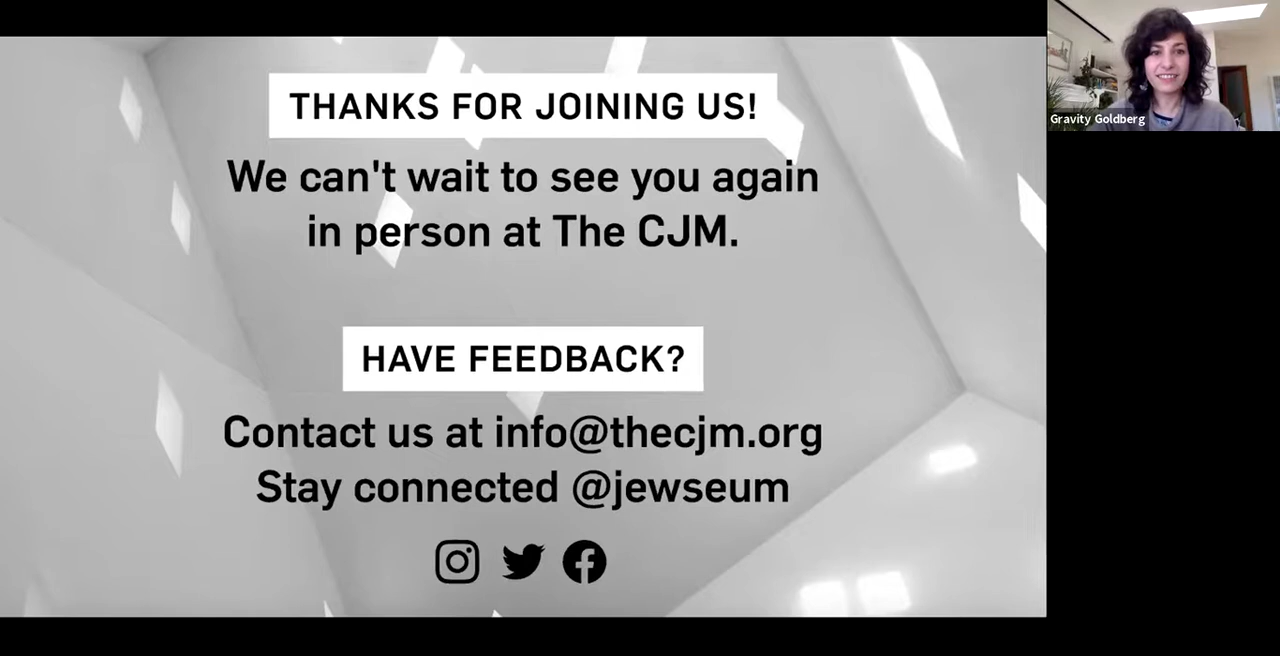 THANKS FOR JOINING US!
We can't wait to see you again
in person at The CJM.
HAVE FEEDBACK?
Contact us at info@thecjm.org
Stay connected @jewseum
Gravity Goldberg